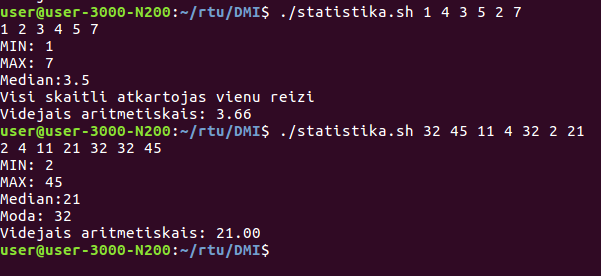 user@user-3000-N200:~/rtu/DMI$ ./statistika.sh 1 4 3 5 2 7
1 2 3 4 5 7
MIN: 1
MAX: 7
Median:3.5
Visi skaitli atkartojas vienu reizi
Videjais aritmetiskais: 3.66
user@user-3000-N200:~/rtu/DMI$ ./statistika.sh 32 45 11 4 32 2 21
2 4 11 21 32 32 45
MIN: 2
MAX: 45
Median:21
Moda: 32
Videjais aritmetiskais: 21.00
user@user-3000-N200:~/rtu/DMI$